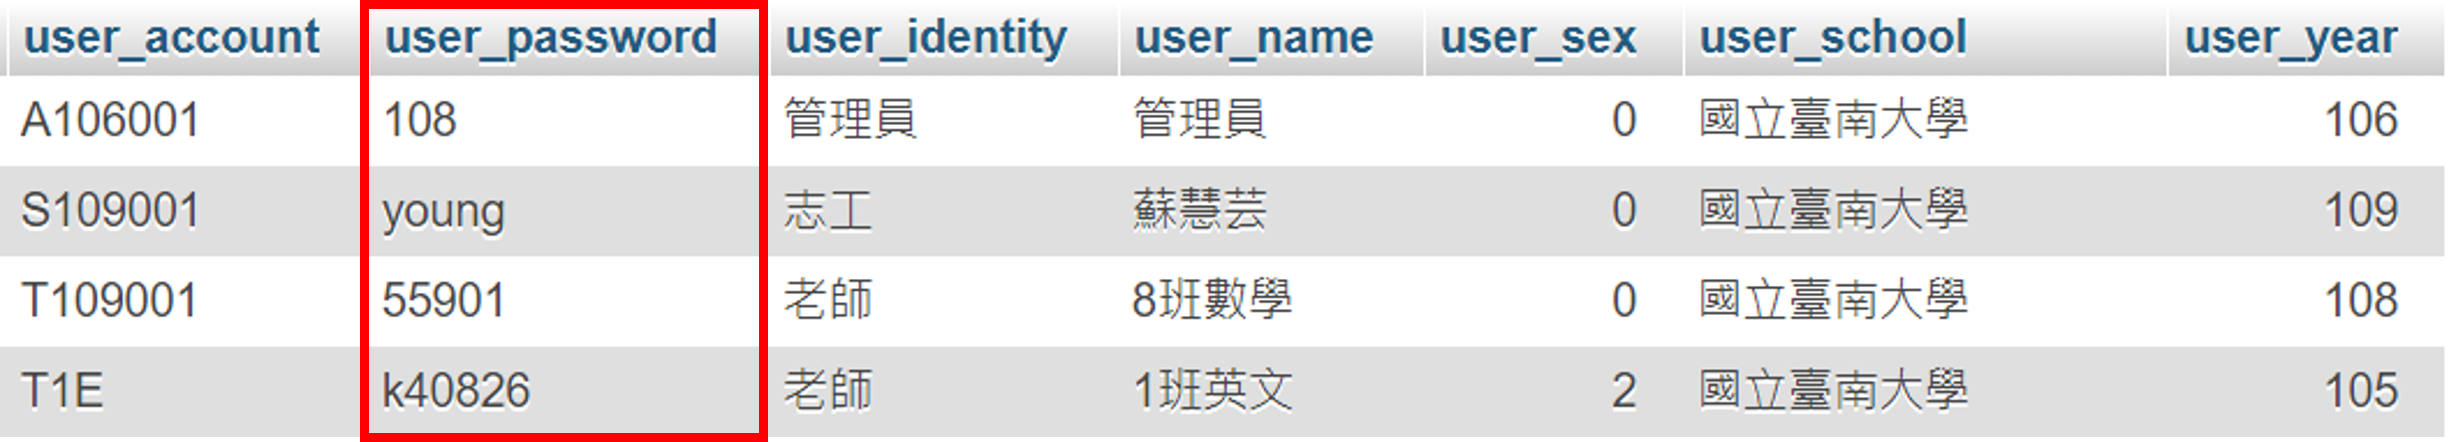 user_account user_password user_identity user_name user_sex user_school user_year
A106001 108 管理員 管理員 0 國立臺南大學 106
S109001 young 志工 蘇慧芸 0 國立臺南大學 109
T109001 55901 老師 8班數學 0 國立臺南大學 108
T1E k40826 老師 1班英文 2 國立臺南大學 105